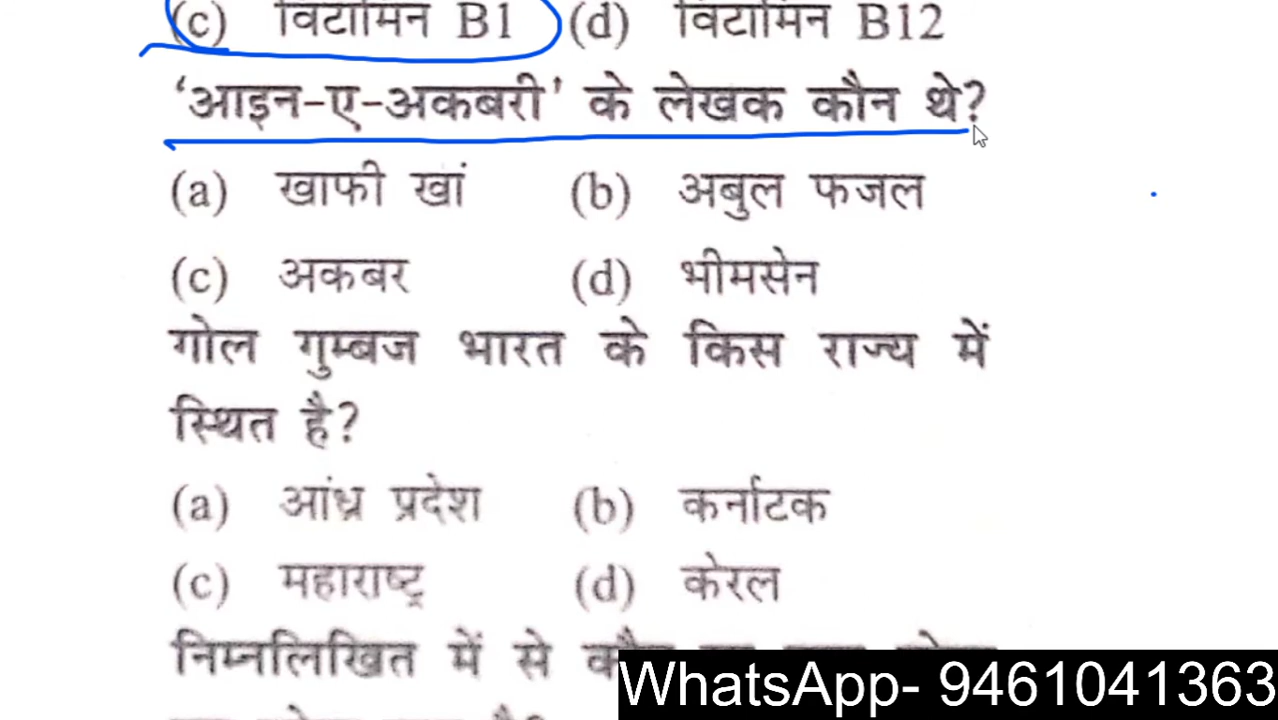 (c) विटामिन B1 (d) विटामिन B12
‘आइन-ए-अकबरी’ के लेखक कौन थे?
(a) खाफी खां (b) अबुल फजल
(c) अकबर (d) भीमसेन
गोल गुम्बज भारत के किस राज्य में
स्थित है?
(a) आंध्र प्रदेश (b) कर्नाटक
(c) महाराष्ट्र (d) केरल
निम्नलिखित में से
WhatsApp- 9461041363